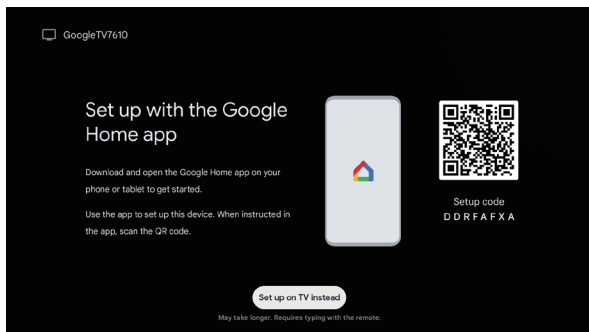 GoogleTV7610
Set up with the Google
Home app
Download and open the Google Home app on your
phone or tablet to get started.
Use the app to set up this device. When instructed in
the app, scan the QR code.
Setup code
DDRFAFXA
Set up on TV instead
May take longer. Requires typing with the remote.